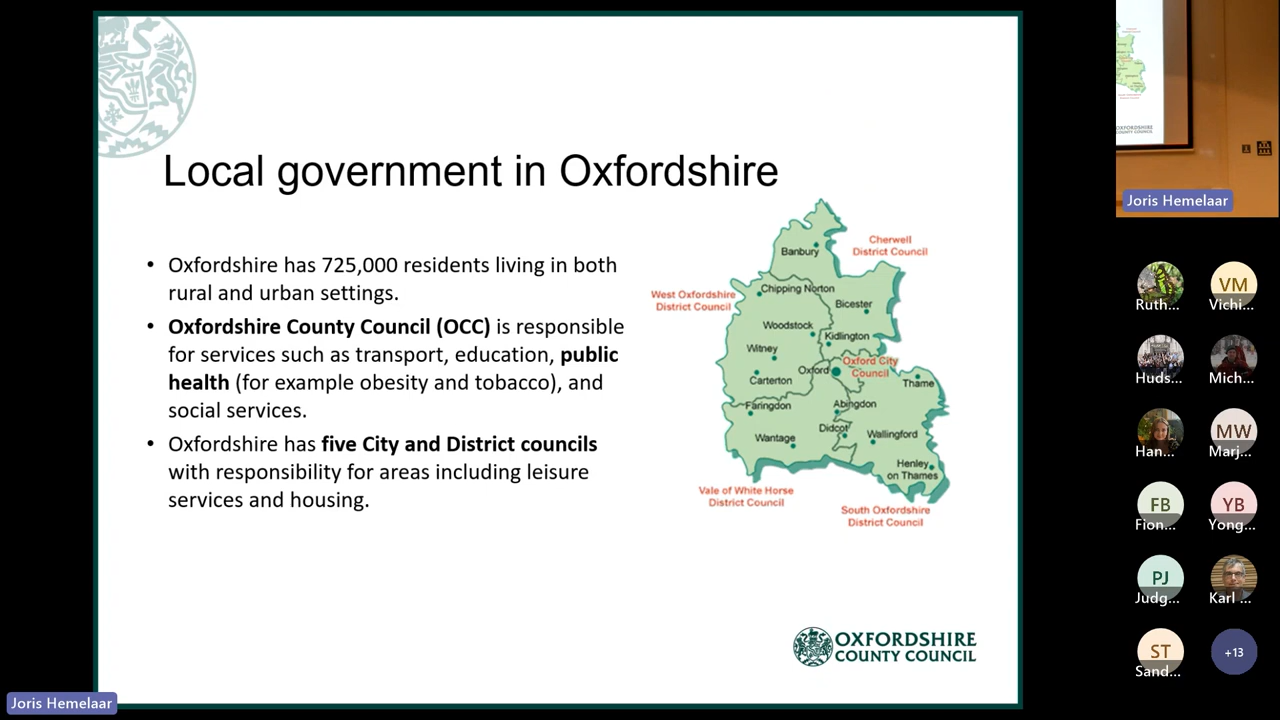 Local government in Oxfordshire
• Oxfordshire has 725,000 residents living in both
rural and urban settings.
• Oxfordshire County Council (OCC) is responsible
for services such as transport, education, public
health (for example obesity and tobacco), and
social services.
• Oxfordshire has five City and District councils
with responsibility for areas including leisure
services and housing.
Banbury
Cherwell
District Council
Chipping Norton
West Oxfordshire
District Council
Bicester
Woodstock
Kidlington
Witney
Oxford
Oxford City
Council
Carterton
Thame
Faringdon
Abingdon
Didcot
Wallingford
Wantage
Henley
on Thames
Vale of White Horse
District Council
South Oxfordshire
District Council
OXFORDSHIRE
COUNTY COUNCIL
Joris Hemelaar
OXFORDSHIRE
COUNTY COUNCIL
Joris Hemelaar
Ruth...
VM
Vichi...
Huds...
Mich...
Han...
MW
Marj...
FB
Fion...
YB
Yong...
PJ
Judg...
Karl ...
ST
Sand...
+13